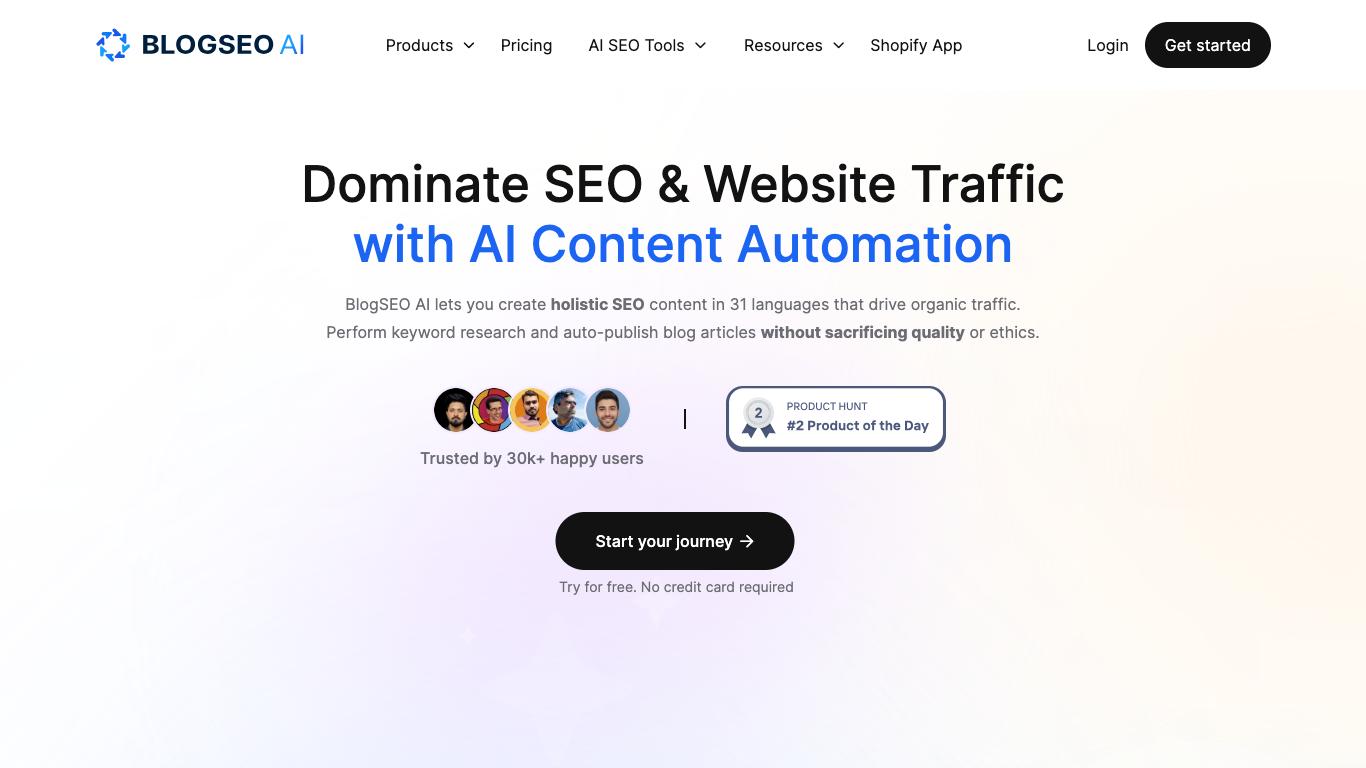 BLOGSEO AI
Products
Pricing
AI SEO Tools
Resources
Shopify App
Login
Get started
Dominate SEO & Website Traffic
with AI Content Automation
BlogSEO AI lets you create holistic SEO content in 31 languages that drive organic traffic.
Perform keyword research and auto-publish blog articles without sacrificing quality or ethics.
2
PRODUCT HUNT
#2 Product of the Day
Trusted by 30k+ happy users
Start your journey →
Try for free. No credit card required